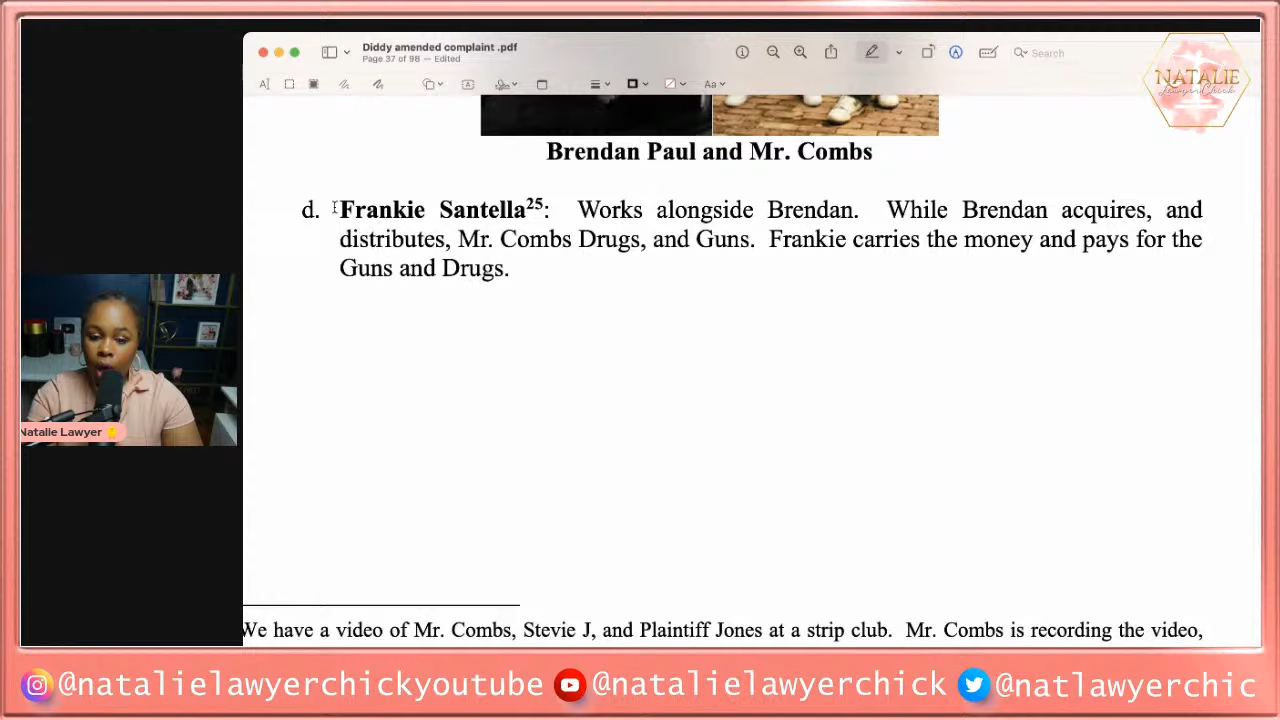 Diddy amended complaint .pdf
Page 37 of 98 — Edited
Search
NATALIE
LawyerChick
Brendan Paul and Mr. Combs
d. Frankie Santella25: Works alongside Brendan. While Brendan acquires, and
distributes, Mr. Combs Drugs, and Guns. Frankie carries the money and pays for the
Guns and Drugs.
Natalie Lawyer
We have a video of Mr. Combs, Stevie J, and Plaintiff Jones at a strip club. Mr. Combs is recording the video,
@natalielawyerchickyoutube @natalielawyerchick @natlawyerchic